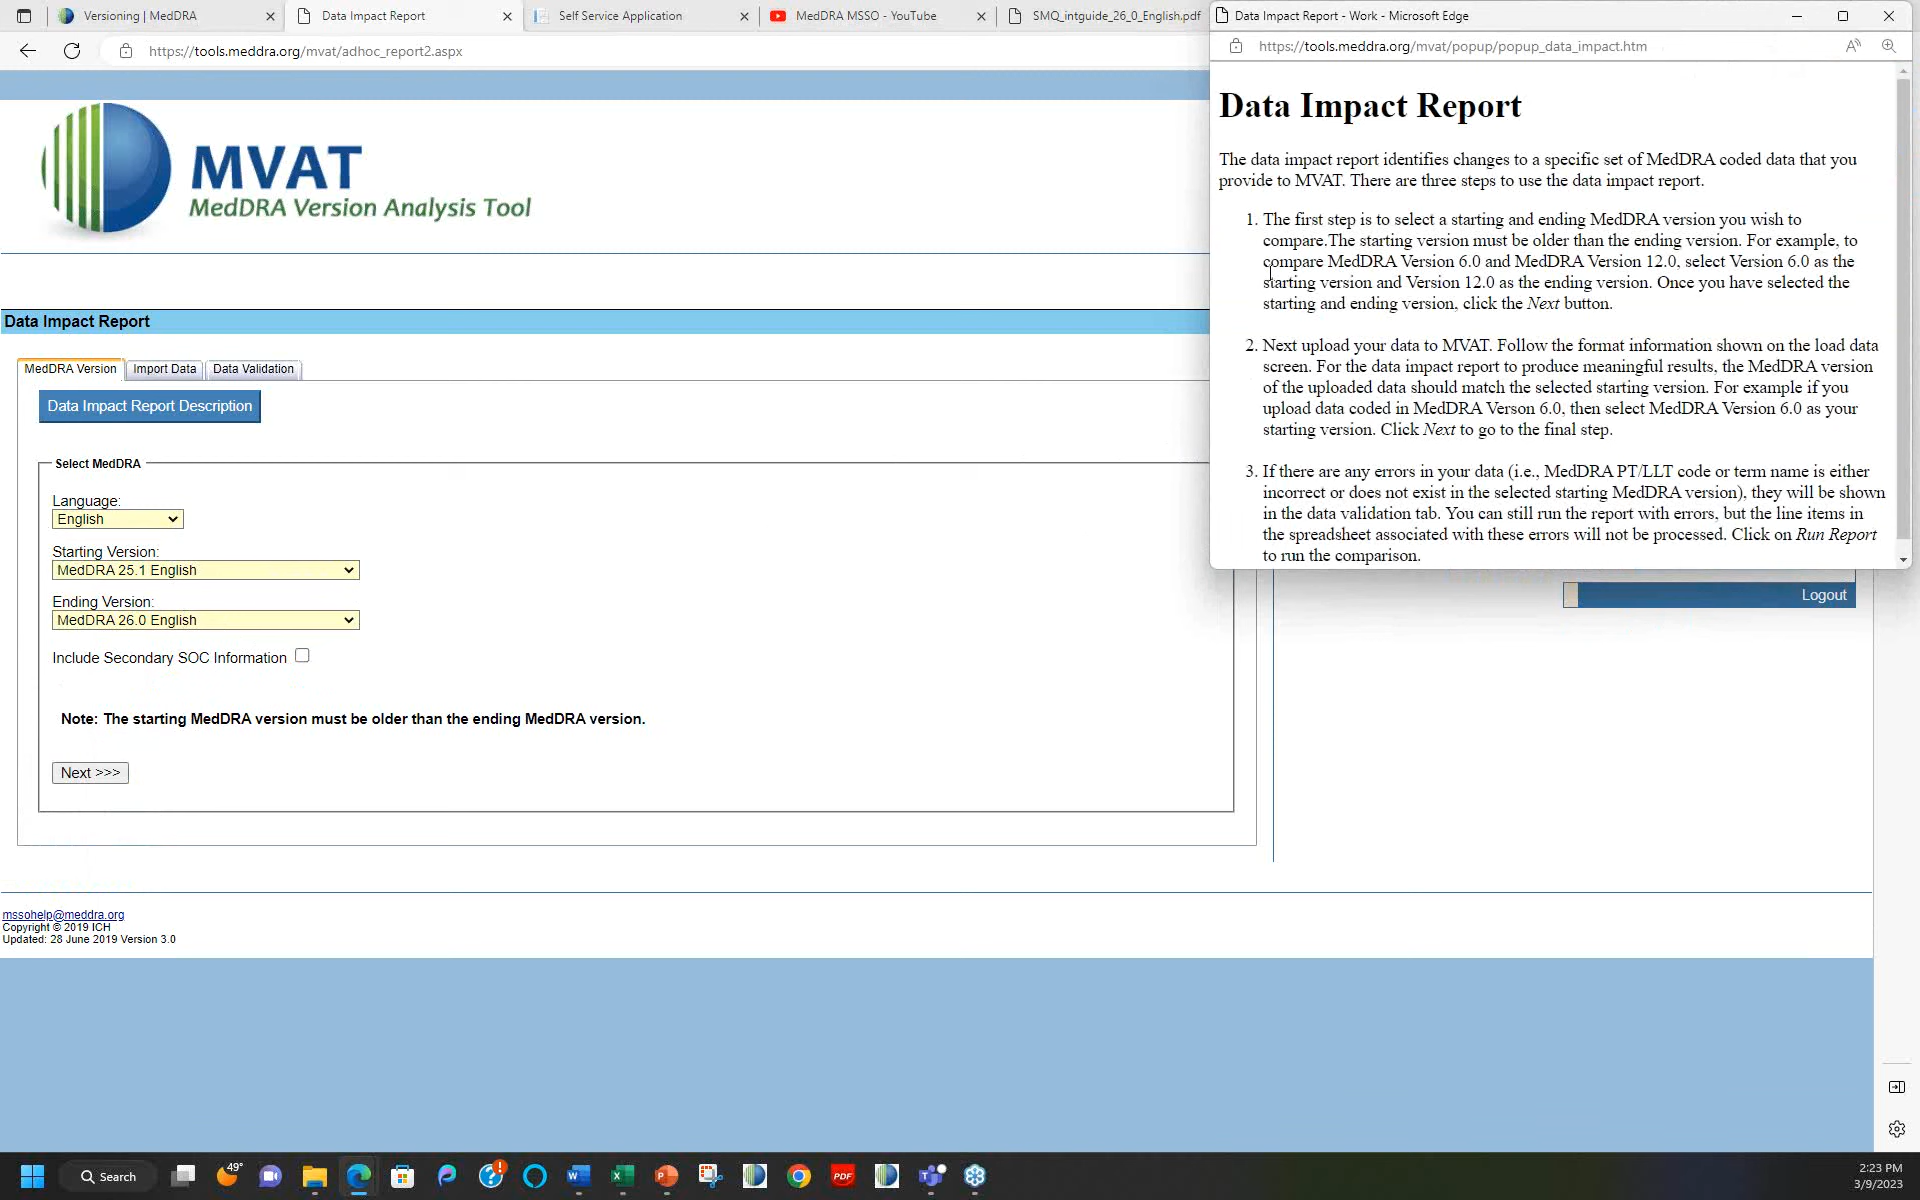 Versioning | MedDRA
Data Impact Report
Self Service Application
MedDRA MSSO - YouTube
SMQ_intguide_26_0_English.pdf
https://tools.meddra.org/mvat/adhoc_report2.aspx
Data Impact Report - Work - Microsoft Edge
https://tools.meddra.org/mvat/popup/popup_data_impact.htm
MVAT
MedDRA Version Analysis Tool
Data Impact Report
MedDRA Version
Import Data
Data Validation
Data Impact Report Description
Select MedDRA
Language:
English
Starting Version:
MedDRA 25.1 English
Ending Version:
MedDRA 26.0 English
Include Secondary SOC Information
Note: The starting MedDRA version must be older than the ending MedDRA version.
Next >>>
Data Impact Report
The data impact report identifies changes to a specific set of MedDRA coded data that you
provide to MVAT. There are three steps to use the data impact report.
1. The first step is to select a starting and ending MedDRA version you wish to
compare.The starting version must be older than the ending version. For example, to
compare MedDRA Version 6.0 and MedDRA Version 12.0, select Version 6.0 as the
starting version and Version 12.0 as the ending version. Once you have selected the
starting and ending version, click the Next button.
2. Next upload your data to MVAT. Follow the format information shown on the load data
screen. For the data impact report to produce meaningful results, the MedDRA version
of the uploaded data should match the selected starting version. For example if you
upload data coded in MedDRA Verson 6.0, then select MedDRA Version 6.0 as your
starting version. Click Next to go to the final step.
3. If there are any errors in your data (i.e., MedDRA PT/LLT code or term name is either
incorrect or does not exist in the selected starting MedDRA version), they will be shown
in the data validation tab. You can still run the report with errors, but the line items in
the spreadsheet associated with these errors will not be processed. Click on Run Report
to run the comparison.
Logout
mssohelp@meddra.org
Copyright © 2019 ICH
Updated: 28 June 2019 Version 3.0
Search
49°
PDF
2:23 PM
3/9/2023